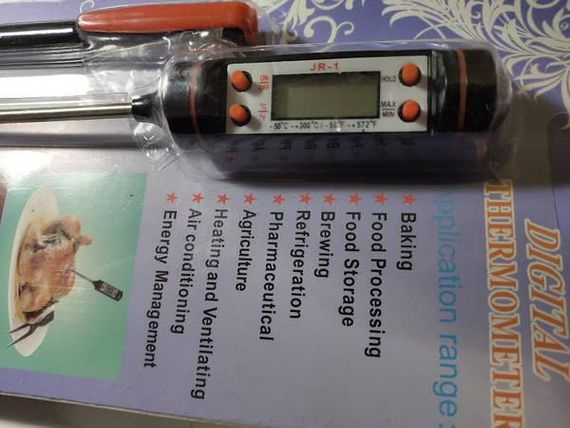 JR-1
HOLD
MAX
MIN
-50°C→+300°C/-58°F→+572°F
DIGITAL
THERMOMETER
Application range:
★ Baking
★ Food Processing
★ Food Storage
★ Brewing
★ Refrigeration
★ Pharmaceutical
★ Agriculture
★ Heating and Ventilating
★ Air conditioning
★ Energy Management